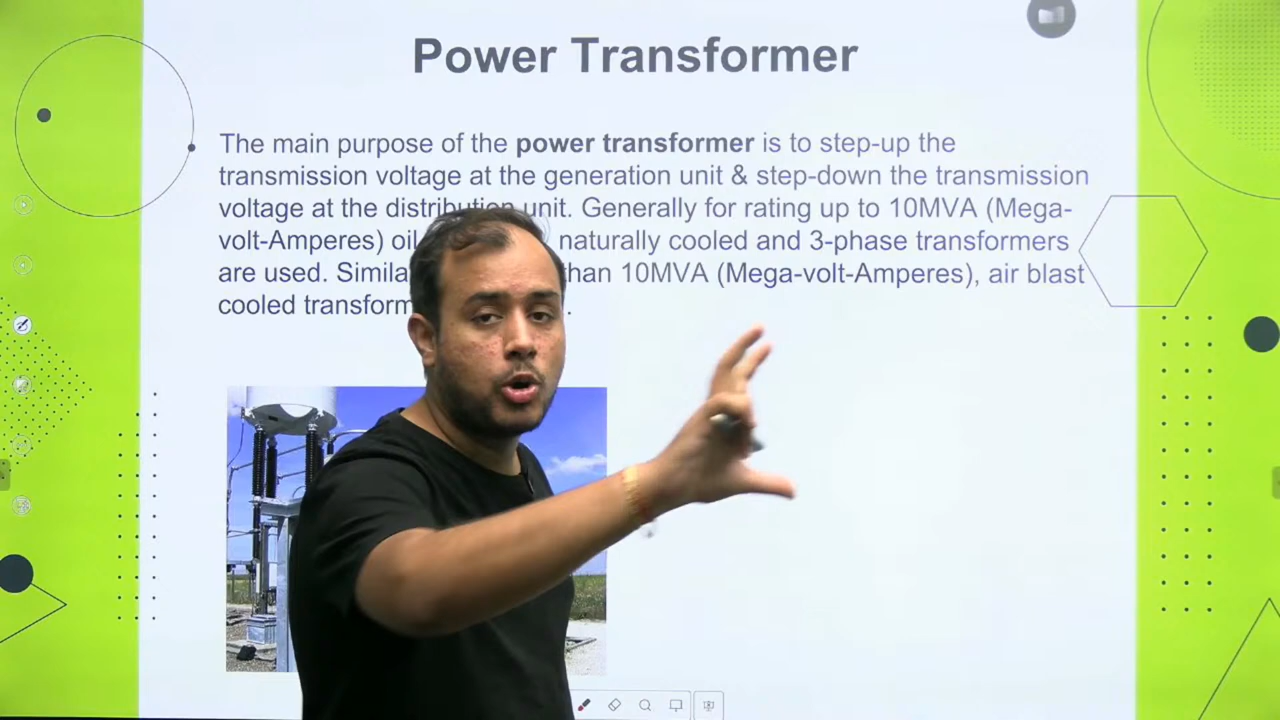 Power Transformer
The main purpose of the power transformer is to step-up the
transmission voltage at the generation unit & step-down the transmission
voltage at the distribution unit. Generally for rating up to 10MVA (Mega-
volt-Amperes) oil naturally cooled and 3-phase transformers
are used. than 10MVA (Mega-volt-Amperes), air blast
cooled